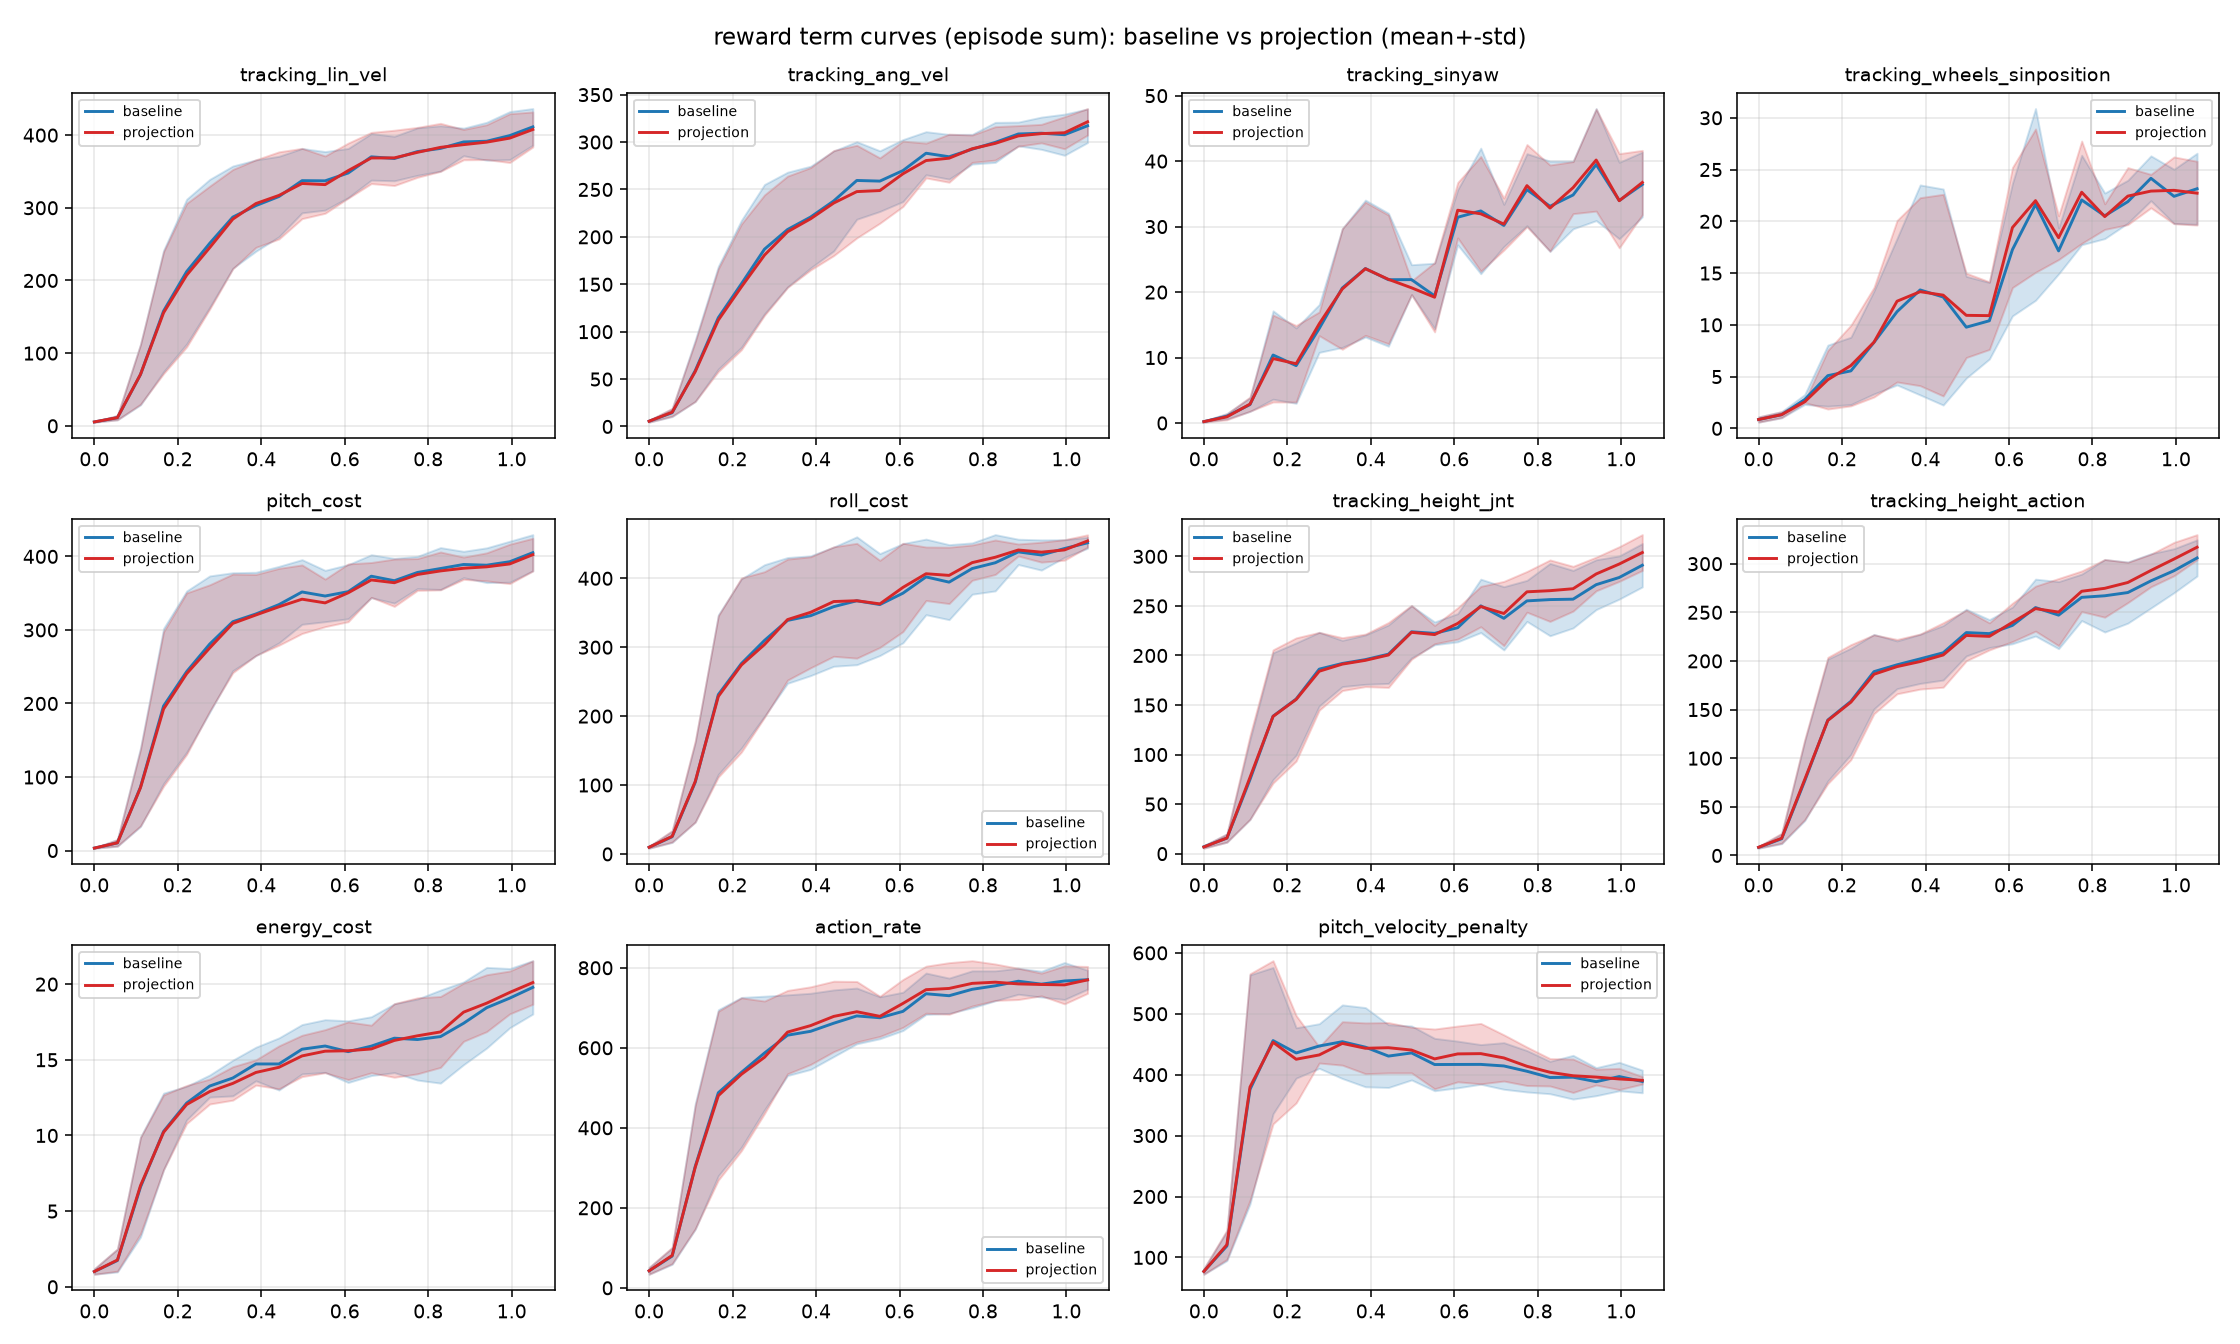 reward term curves (episode sum): baseline vs projection (mean+-std)
tracking_lin_vel
baseline
projection
400
300
200
100
0
0.0 0.2 0.4 0.6 0.8 1.0
tracking_ang_vel
baseline
projection
350
300
250
200
150
100
50
0
0.0 0.2 0.4 0.6 0.8 1.0
tracking_sinyaw
baseline
projection
50
40
30
20
10
0
0.0 0.2 0.4 0.6 0.8 1.0
tracking_wheels_sinposition
baseline
projection
30
25
20
15
10
5
0
0.0 0.2 0.4 0.6 0.8 1.0
pitch_cost
baseline
projection
400
300
200
100
0
0.0 0.2 0.4 0.6 0.8 1.0
roll_cost
400
300
200
100
0
baseline
projection
0.0 0.2 0.4 0.6 0.8 1.0
tracking_height_jnt
baseline
projection
300
250
200
150
100
50
0
0.0 0.2 0.4 0.6 0.8 1.0
tracking_height_action
baseline
projection
300
250
200
150
100
50
0
0.0 0.2 0.4 0.6 0.8 1.0
energy_cost
baseline
projection
20
15
10
5
0
0.0 0.2 0.4 0.6 0.8 1.0
action_rate
800
600
400
200
0
baseline
projection
0.0 0.2 0.4 0.6 0.8 1.0
pitch_velocity_penalty
baseline
projection
600
500
400
300
200
100
0.0 0.2 0.4 0.6 0.8 1.0